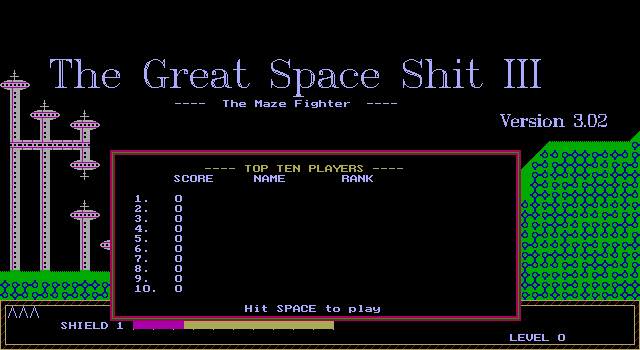 The Great Space Shit III
---- The Maze Fighter ----
Version 3.02
---- TOP TEN PLAYERS ----
SCORE NAME RANK
1. 0
2. 0
3. 0
4. 0
5. 0
6. 0
7. 0
8. 0
9. 0
10. 0
Hit SPACE to play
SHIELD 1
LEVEL 0